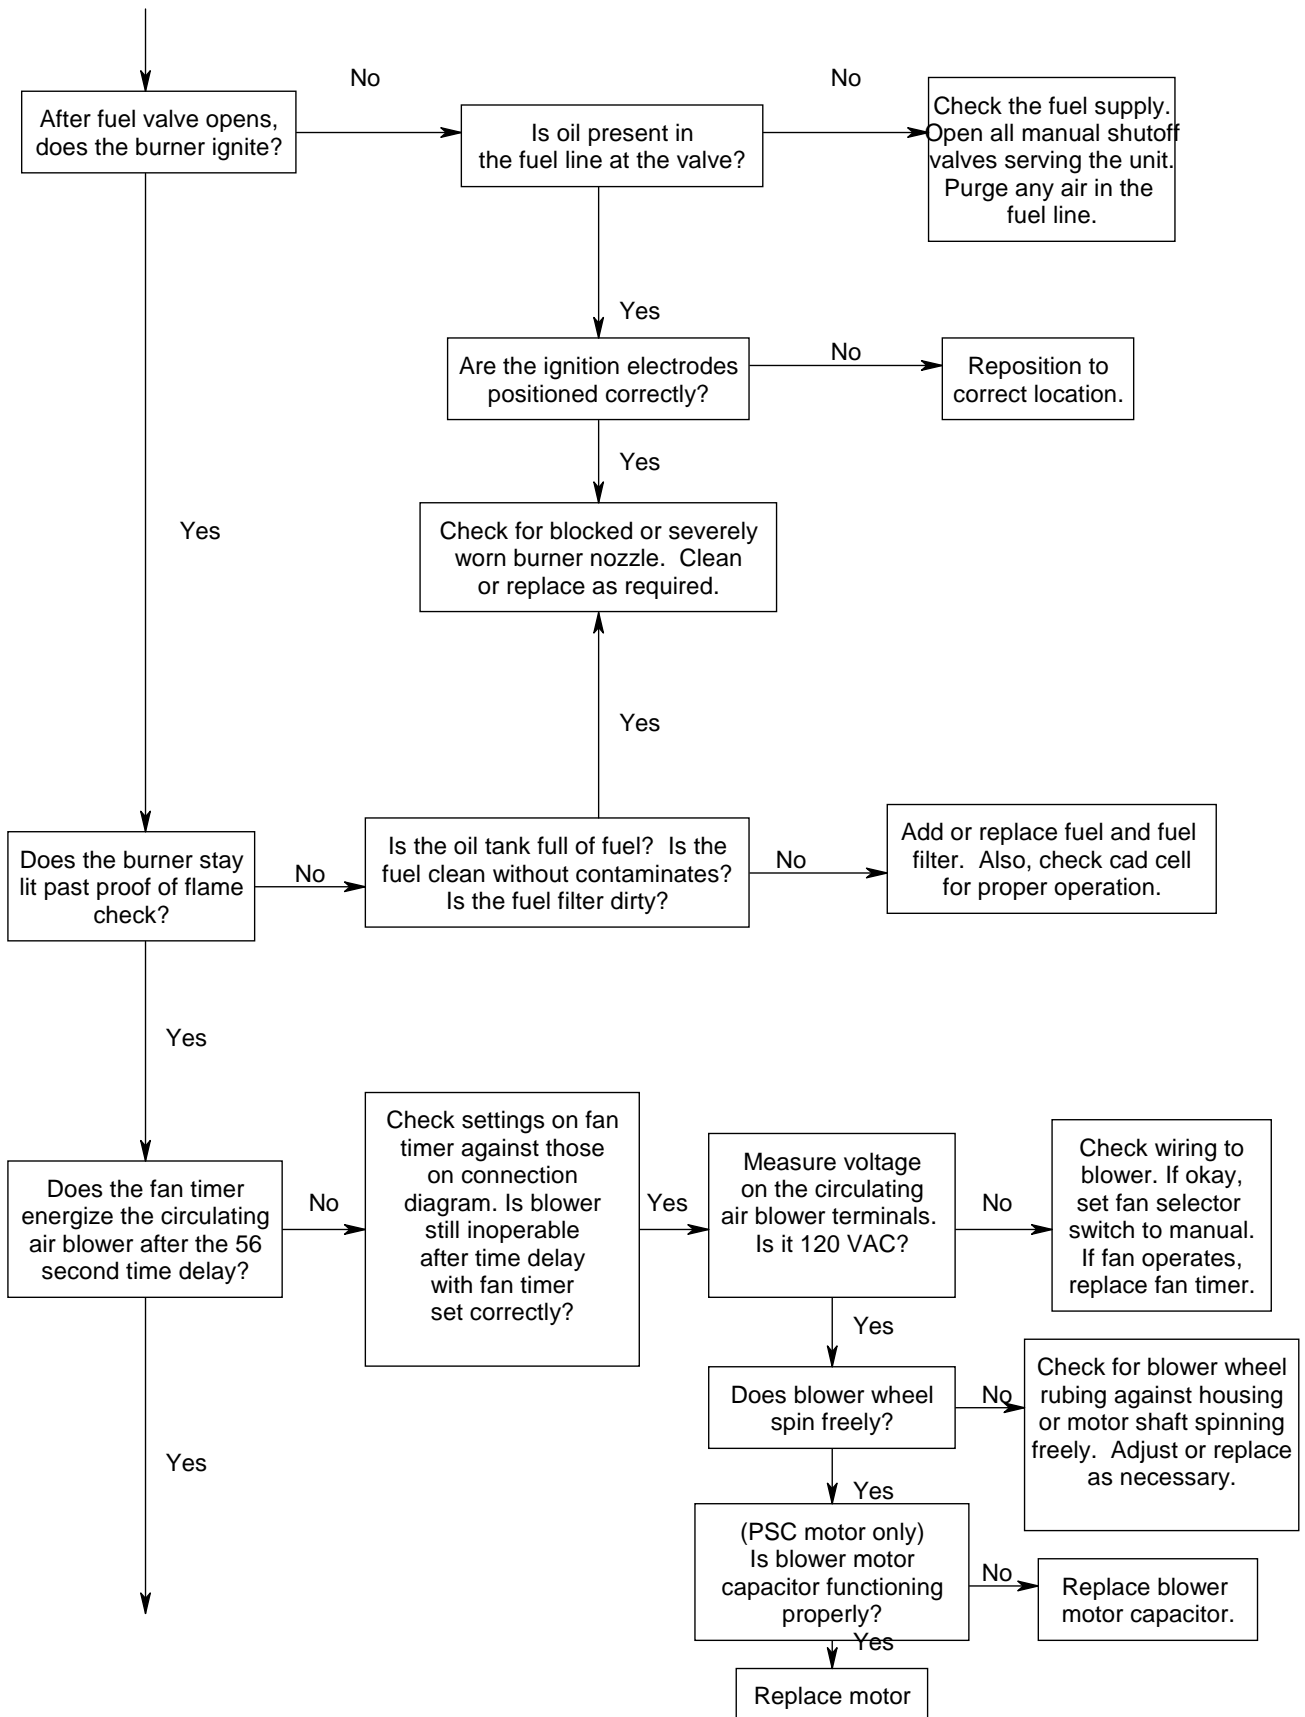 No
No
After fuel valve opens,
does the burner ignite?
Is oil present in
the fuel line at the valve?
Check the fuel supply.
Open all manual shutoff
valves serving the unit.
Purge any air in the
fuel line.
Yes
Are the ignition electrodes
positioned correctly?
No
Reposition to
correct location.
Yes
Yes
Check for blocked or severely
worn burner nozzle.  Clean
or replace as required.
Yes
Does the burner stay
lit past proof of flame
check?
No
Is the oil tank full of fuel?  Is the
fuel clean without contaminates?
Is the fuel filter dirty?
No
Add or replace fuel and fuel
filter.  Also, check cad cell
for proper operation.
Yes
Does the fan timer
energize the circulating
air blower after the 56
second time delay?
No
Check settings on fan
timer against those
on connection
diagram. Is blower
still inoperable
after time delay
with fan timer
set correctly?
Yes
Measure voltage
on the circulating
air blower terminals.
Is it 120 VAC?
No
Check wiring to
blower. If okay,
set fan selector
switch to manual.
If fan operates,
replace fan timer.
Yes
Does blower wheel
spin freely?
No
Check for blower wheel
rubing against housing
or motor shaft spinning
freely.  Adjust or replace
as necessary.
Yes
Yes
(PSC motor only)
Is blower motor
capacitor functioning
properly?
No
Replace blower
motor capacitor.
Yes
Replace motor